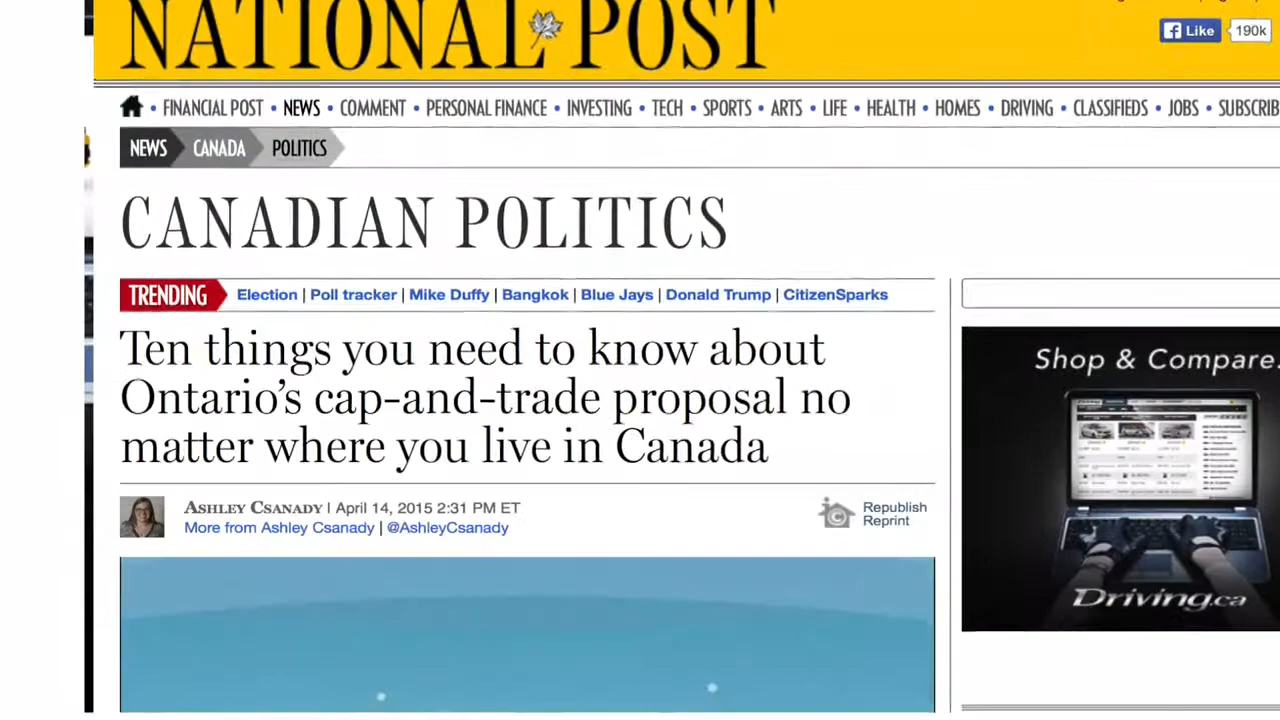 NATIONAL POST
Like 190k
FINANCIAL POST • NEWS • COMMENT • PERSONAL FINANCE • INVESTING • TECH • SPORTS • ARTS • LIFE • HEALTH • HOMES • DRIVING • CLASSIFIEDS • JOBS • SUBSCRIB
NEWS CANADA POLITICS
CANADIAN POLITICS
TRENDING Election | Poll tracker | Mike Duffy | Bangkok | Blue Jays | Donald Trump | CitizenSparks
Ten things you need to know about
Ontario's cap-and-trade proposal no
matter where you live in Canada
Shop & Compare.
ASHLEY CSANADY | April 14, 2015 2:31 PM ET
More from Ashley Csanady | @AshleyCsanady
Republish
Reprint
Driving.ca